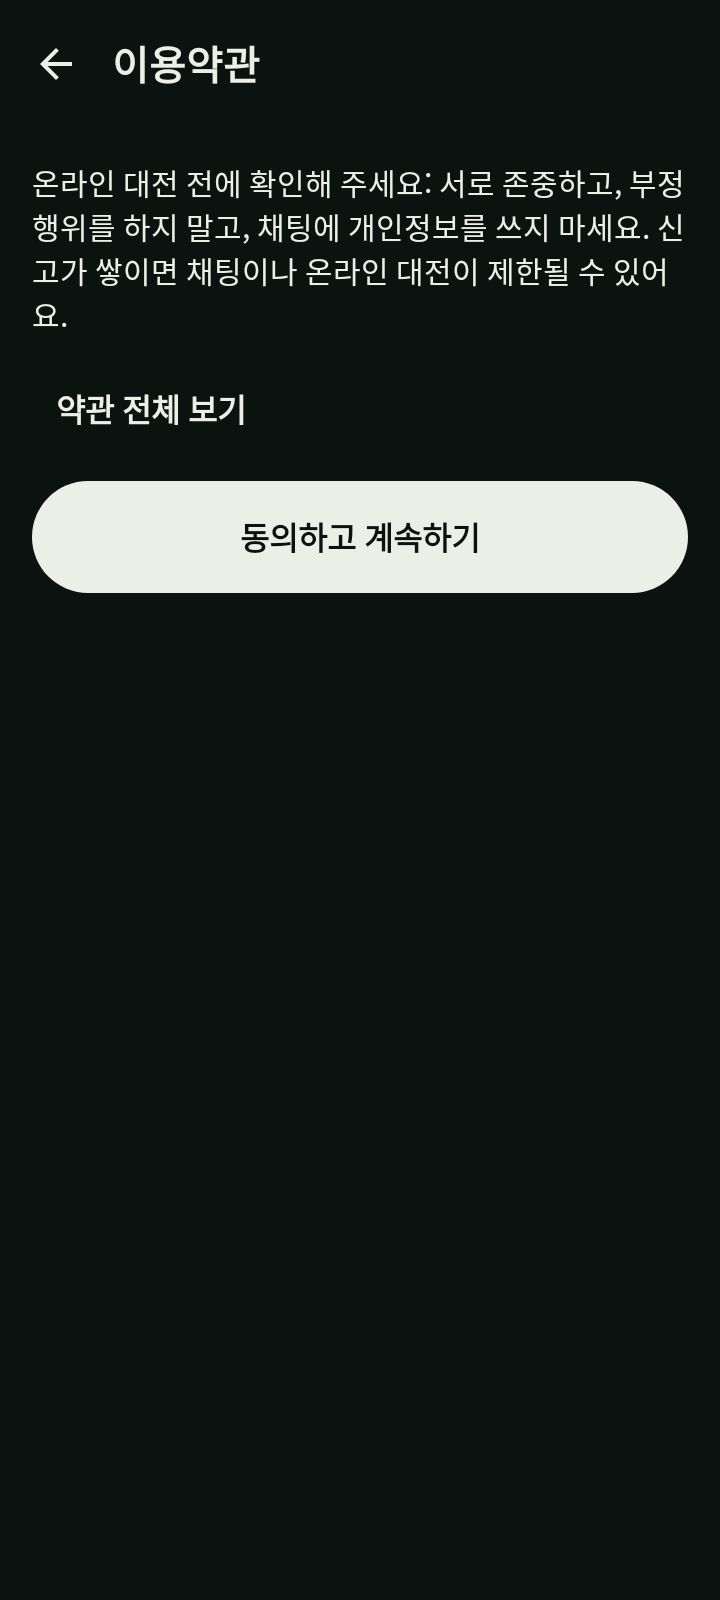 이용약관
온라인 대전 전에 확인해 주세요: 서로 존중하고, 부정
행위를 하지 말고, 채팅에 개인정보를 쓰지 마세요. 신
고가 쌓이면 채팅이나 온라인 대전이 제한될 수 있어
요.
약관 전체 보기
동의하고 계속하기